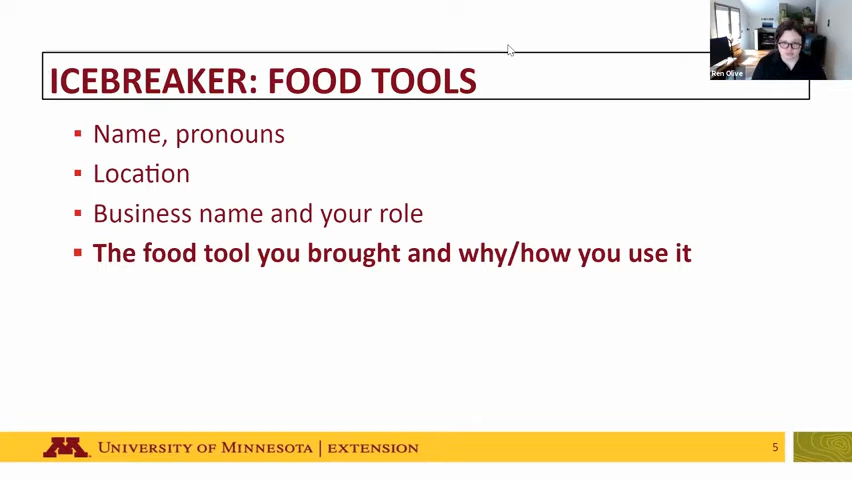 ICEBREAKER: FOOD TOOLS
Ren Olive
Name, pronouns
Location
Business name and your role
The food tool you brought and why/how you use it
M UNIVERSITY OF MINNESOTA | EXTENSION
5